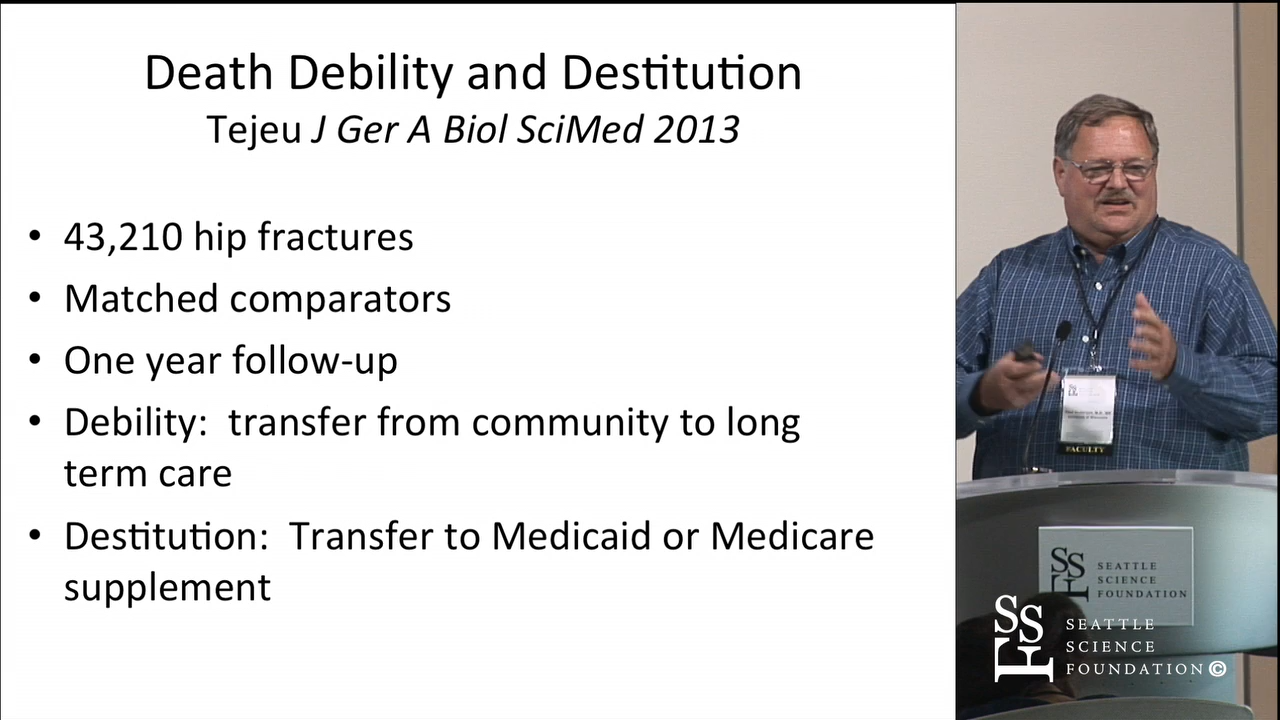 Death Debility and Destitution
Tejeu J Ger A Biol SciMed 2013
• 43,210 hip fractures
• Matched comparators
• One year follow-up
• Debility: transfer from community to long
term care
• Destitution: Transfer to Medicaid or Medicare
supplement
FACULTY
SSF
SEATTLE
SCIENCE
FOUNDATION
SSF
SEATTLE
SCIENCE
FOUNDATION©